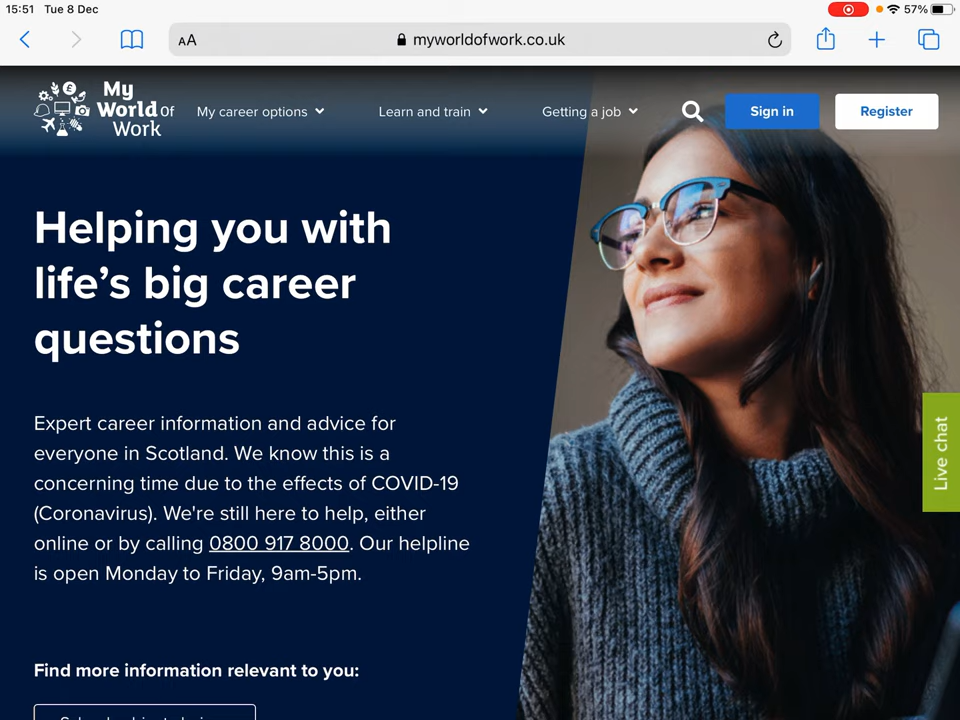 15:51 Tue 8 Dec
57%
AA
myworldofwork.co.uk
My
World Of
Work
My career options
Learn and train
Getting a job
Sign in
Register
Helping you with
life’s big career
questions
Expert career information and advice for
everyone in Scotland. We know this is a
concerning time due to the effects of COVID-19
(Coronavirus). We're still here to help, either
online or by calling 0800 917 8000. Our helpline
is open Monday to Friday, 9am-5pm.
Live chat
Find more information relevant to you: